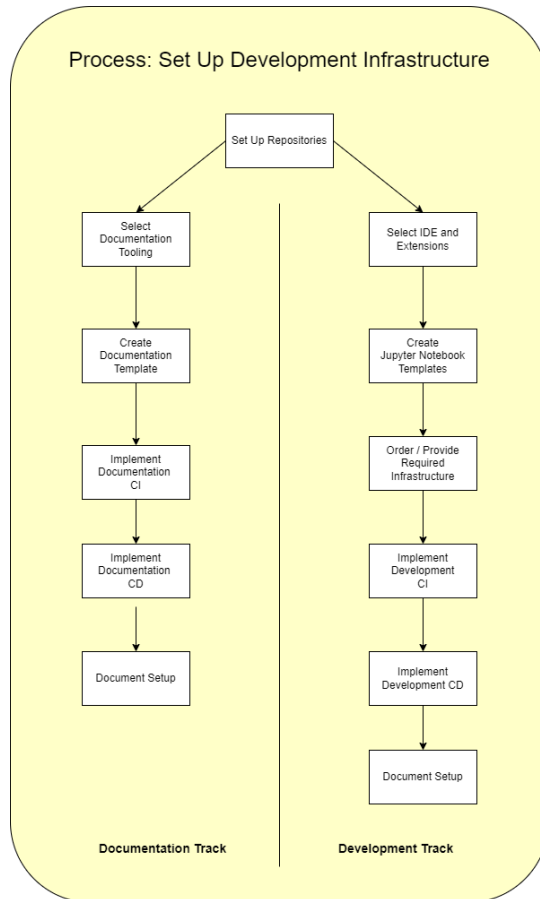 Process: Set Up Development Infrastructure
Set Up Repositories
Select
Documentation
Tooling
Select IDE and
Extensions
Create
Documentation
Template
Create
Jupyter Notebook
Templates
Implement
Documentation
CI
Order / Provide
Required
Infrastructure
Implement
Documentation
CD
Implement
Development
CI
Document Setup
Implement
Development CD
Document Setup
Documentation Track
Development Track